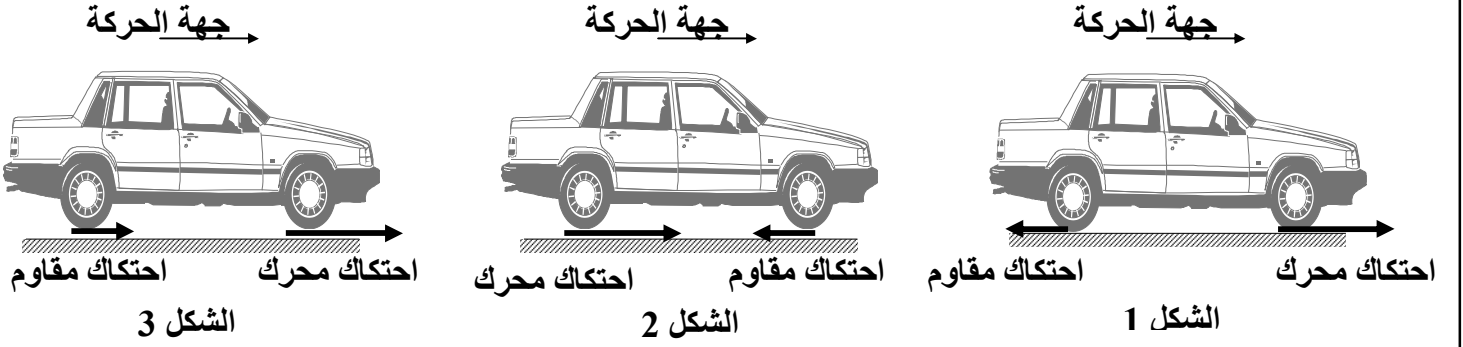 جهة الحركة
جهة الحركة
جهة الحركة
احتكاك محرك
احتكاك مقاوم
احتكاك مقاوم
احتكاك محرك
احتكاك محرك
احتكاك مقاوم
الشكل 1
الشكل 2
الشكل 3